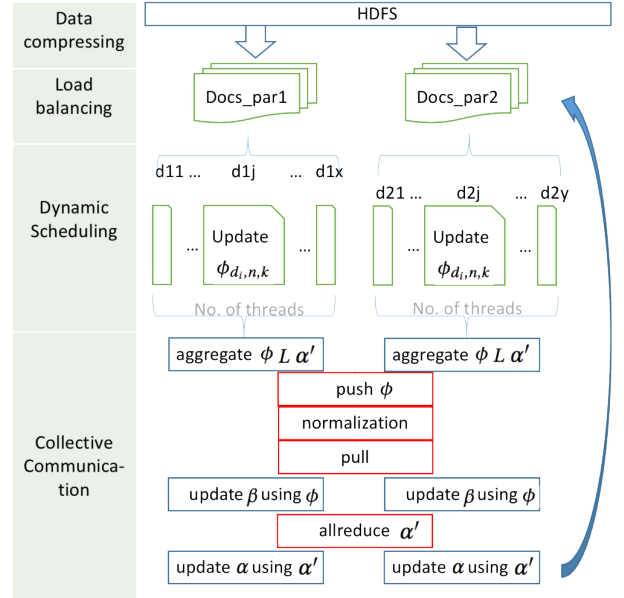 Data
compressing
HDFS
Load
balancing
Docs_par1
Docs_par2
d11 ... d1j ... d1x
d21 ... d2j ... d2y
Dynamic
Scheduling
... Update ...
ϕ_{d_i,n,k}
... Update ...
ϕ_{d_i,n,k}
No. of threads
No. of threads
aggregate ϕ L α′
aggregate ϕ L α′
push ϕ
normalization
pull
Collective
Communica-
tion
update β using ϕ
update β using ϕ
allreduce α′
update α using α′
update α using α′